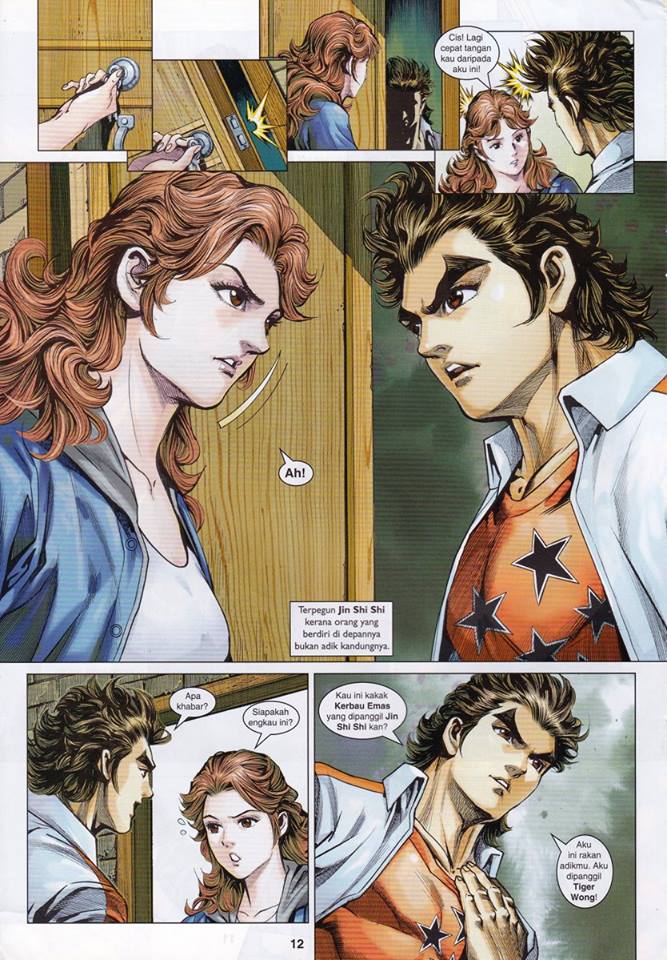 Cis! Lagi
cepat tangan
kau daripada
aku ini!
Ah!
Terpegun Jin Shi Shi
kerana orang yang
berdiri di depannya
bukan adik kandungnya.
Apa
khabar?
Siapakah
engkau ini?
Kau ini kakak
Kerbau Emas
yang dipanggil Jin
Shi Shi kan?
Aku
ini rakan
adikmu. Aku
dipanggil
Tiger
Wong!
12